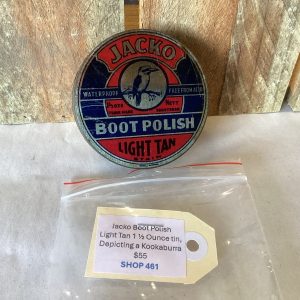 JACKO
WATERPROOF FREE FROM ACID
BOOT POLISH
LIGHT TAN
STAIN
Jacko Boot Polish
Light Tan 1 ½ Ounce tin,
Depicting a Kookaburra
$55
SHOP 461